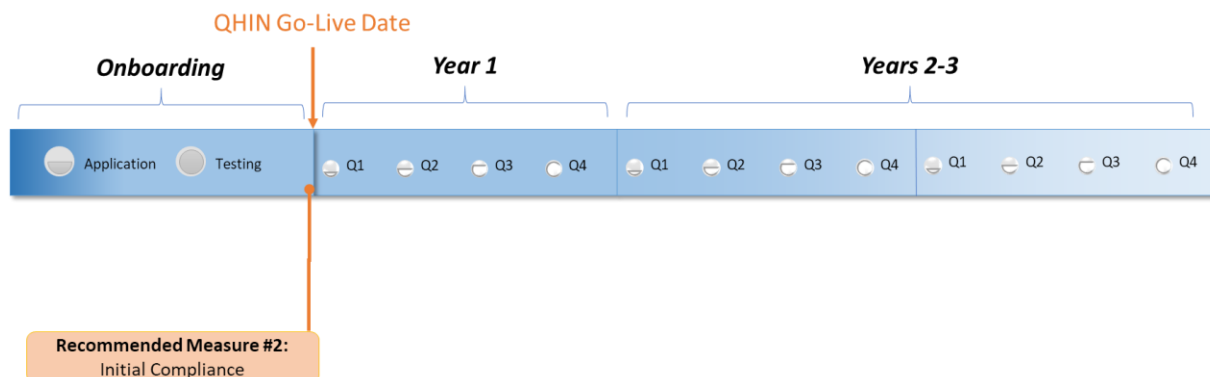 QHIN Go-Live Date
Onboarding
Year 1
Years 2-3
Application
Testing
Q1
Q2
Q3
Q4
Q1
Q2
Q3
Q4
Q1
Q2
Q3
Q4
Recommended Measure #2:
Initial Compliance